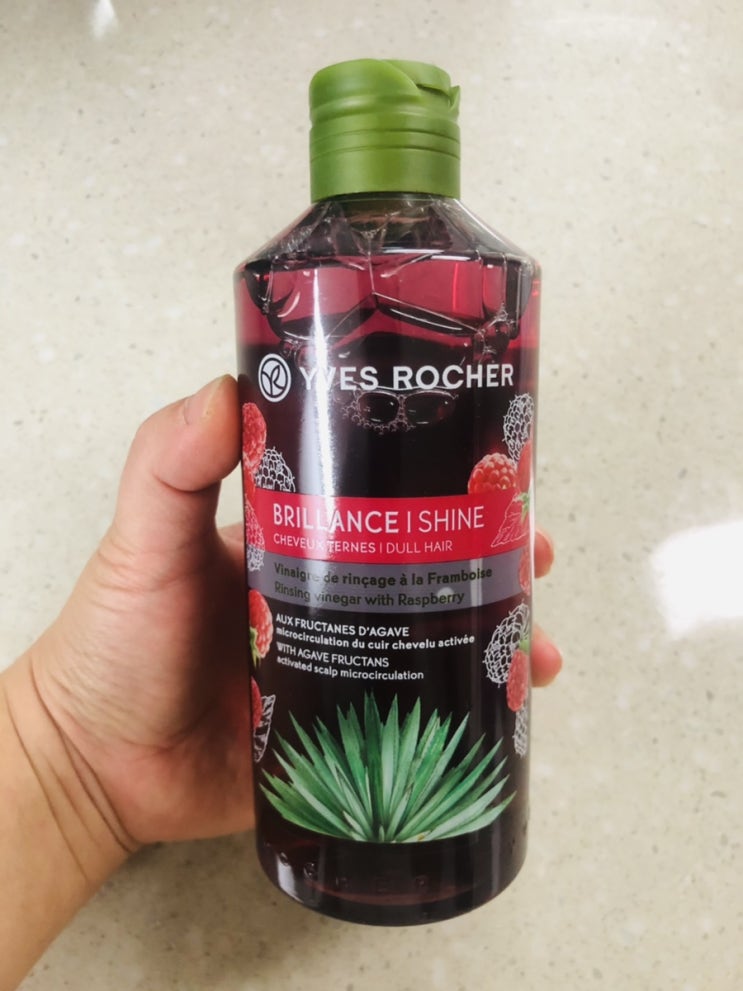 YVES ROCHER
BRILLANCE | SHINE
CHEVEUX TERNES | DULL HAIR
Vinaigre de rinçage à la Framboise
Rinsing vinegar with Raspberry
AUX FRUCTANES D'AGAVE
microcirculation du cuir chevelu activée
WITH AGAVE FRUCTANS
activated scalp microcirculation